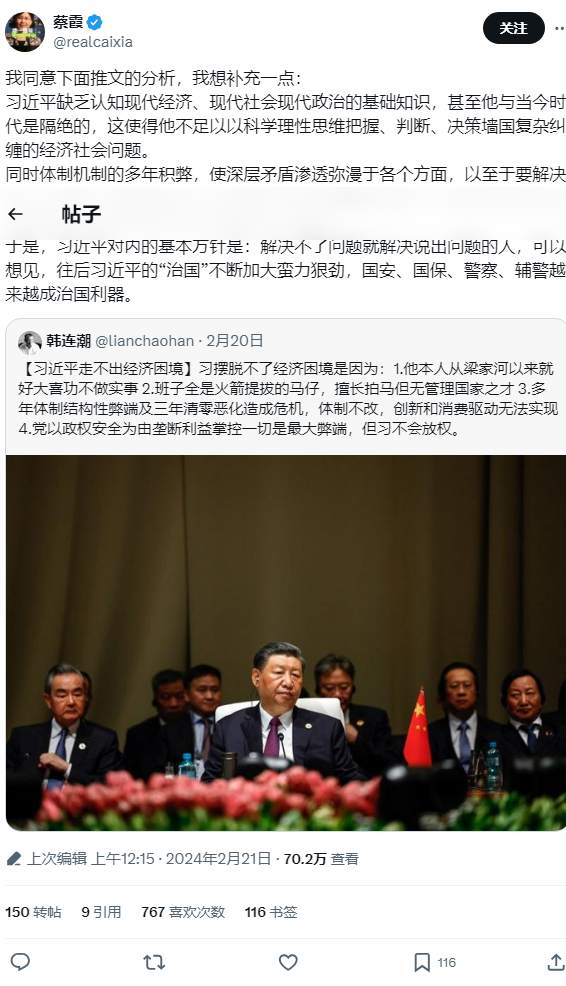 蔡霞
@realcaixia
关注
我同意下面推文的分析，我想补充一点：
习近平缺乏认知现代经济、现代社会现代政治的基础知识，甚至他与当今时
代是隔绝的，这使得他不足以以科学理性思维把握、判断、决策墙国复杂纠
缠的经济社会问题。
同时体制机制的多年积弊，使深层矛盾渗透弥漫于各个方面，以至于要解决
帖子
于是，习近平对内的基本方针是：解决不了问题就解决说出问题的人，可以
想见，往后习近平的“治国”不断加大蛮力狠劲，国安、国保、警察、辅警越
来越成治国利器。
韩连潮 @lianchaohan · 2月20日
【习近平走不出经济困境】习摆脱不了经济困境是因为：1.他本人从梁家河以来就
好大喜功不做实事 2.班子全是火箭提拔的马仔，擅长拍马但无管理国家之才 3.多
年体制结构性弊端及三年清零恶化造成危机，体制不改，创新和消费驱动无法实现
4.党以政权安全为由垄断利益掌控一切是最大弊端，但习不会放权。
上次编辑 上午12:15 · 2024年2月21日 · 70.2万 查看
150 转帖 9 引用 767 喜欢次数 116 书签
116